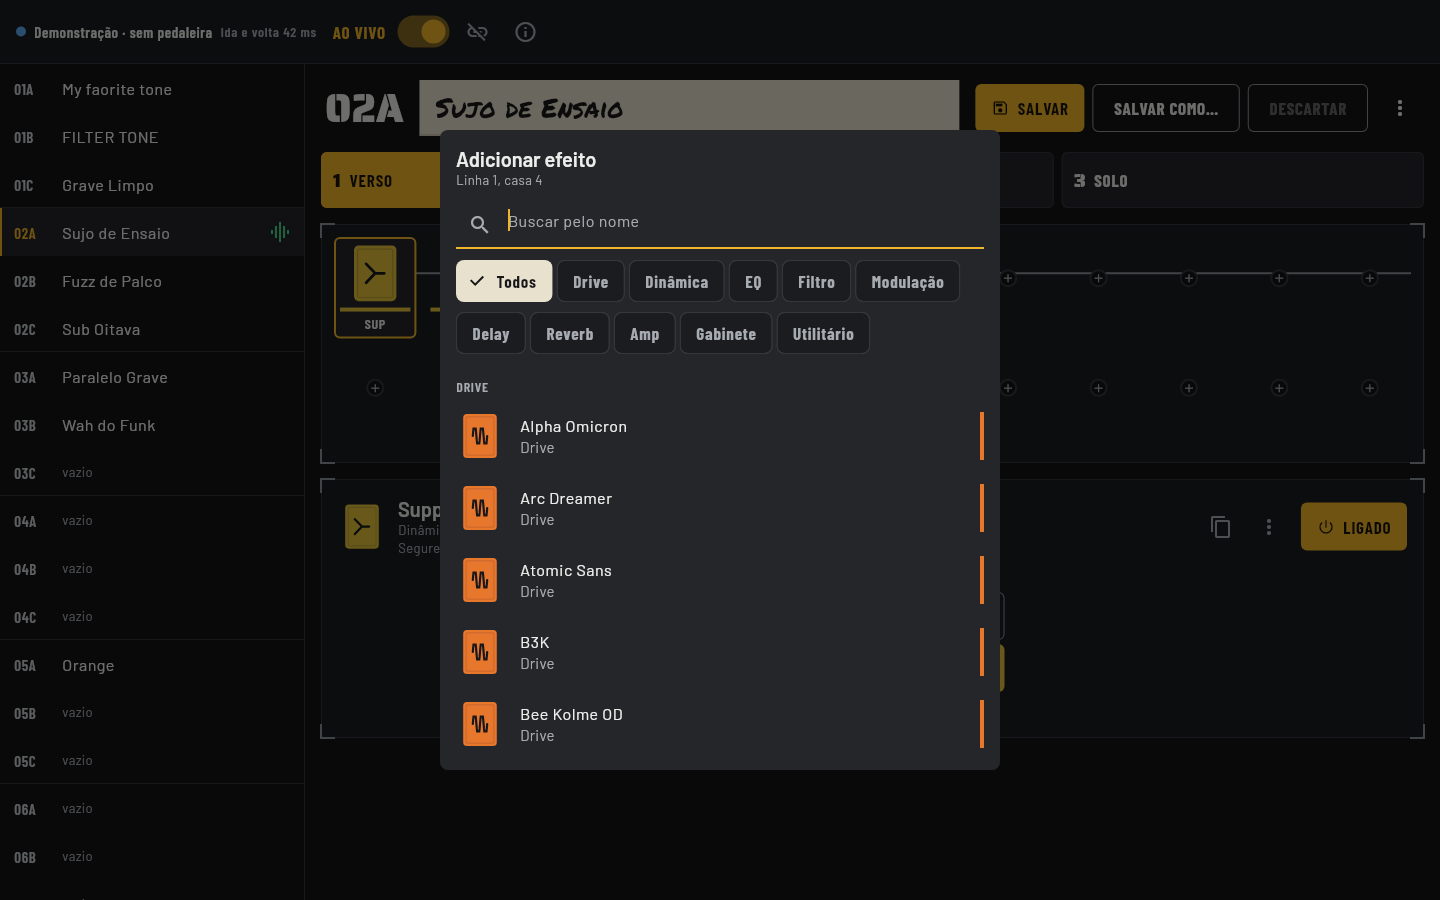 Demonstração · sem pedaleira Ida e volta 42 ms AO VIVO
01A My faorite tone
01B FILTER TONE
01C Grave Limpo
02A Sujo de Ensaio
02B Fuzz de Palco
02C Sub Oitava
03A Paralelo Grave
03B Wah do Funk
03C vazio
04A vazio
04B vazio
04C vazio
05A Orange
05B vazio
05C vazio
06A vazio
06B vazio
02A Sujo de Ensaio SALVAR SALVAR COMO... DESCARTAR
1 VERSO 3 SOLO
SUP
Supp
Dinâmi
Segure
LIGADO
Adicionar efeito
Linha 1, casa 4
Buscar pelo nome
Todos Drive Dinâmica EQ Filtro Modulação
Delay Reverb Amp Gabinete Utilitário
DRIVE
Alpha Omicron
Drive
Arc Dreamer
Drive
Atomic Sans
Drive
B3K
Drive
Bee Kolme OD
Drive